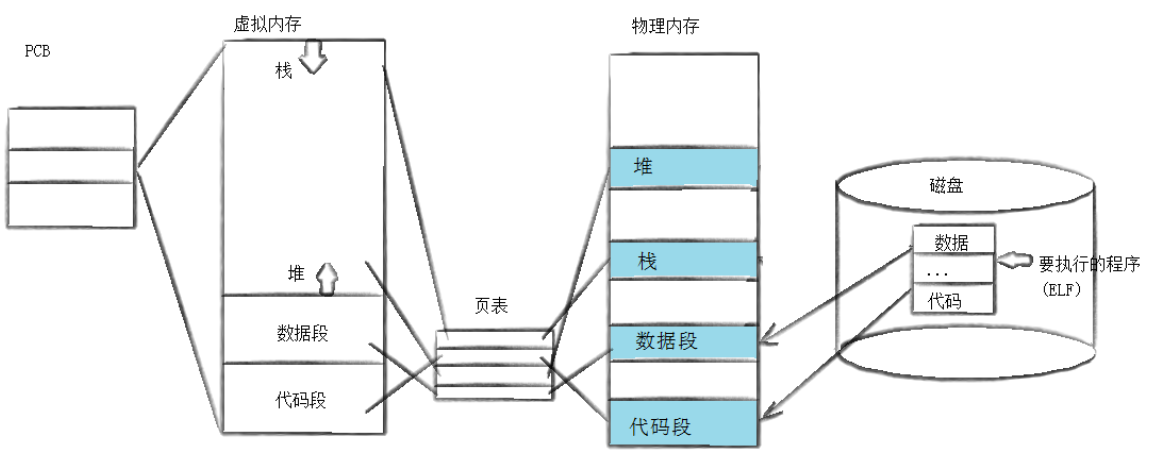 PCB
虚拟内存
栈
堆
数据段
代码段
页表
物理内存
堆
栈
数据段
代码段
磁盘
数据
...
代码
要执行的程序
(ELF)